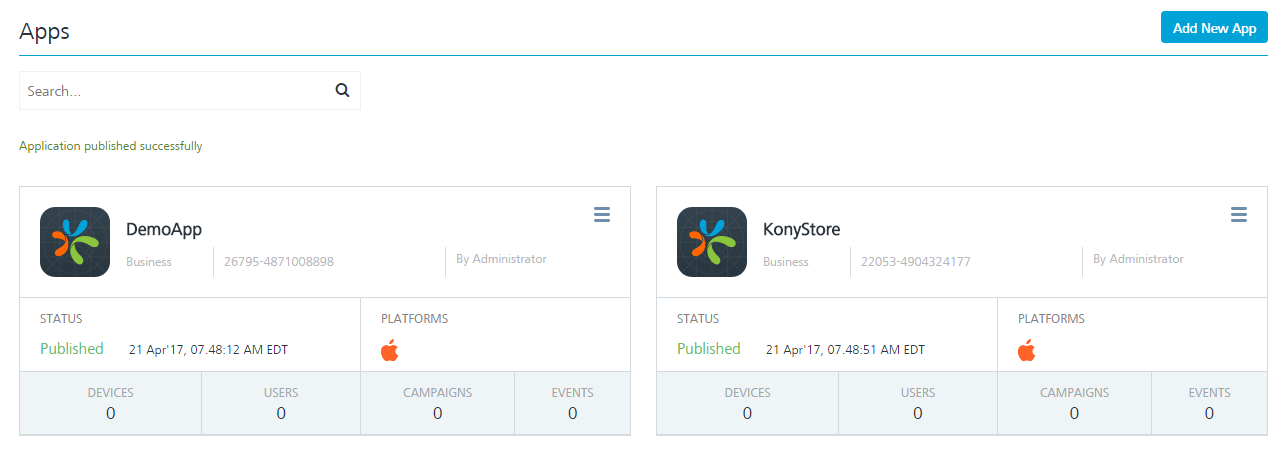 Apps
Add New App
Search...
Application published successfully
DemoApp
Business 26795-4871008898 By Administrator
STATUS PLATFORMS
Published 21 Apr'17, 07.48:12 AM EDT
DEVICES USERS CAMPAIGNS EVENTS
0 0 0 0
KonyStore
Business 22053-4904324177 By Administrator
STATUS PLATFORMS
Published 21 Apr'17, 07.48:51 AM EDT
DEVICES USERS CAMPAIGNS EVENTS
0 0 0 0